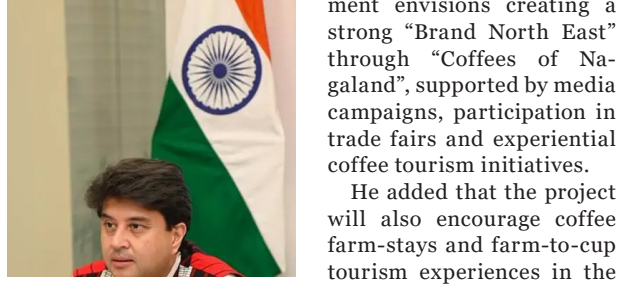 ment envisions creating a
strong “Brand North East”
through “Coffees of Na-
galand”, supported by media
campaigns, participation in
trade fairs and experiential
coffee tourism initiatives.
He added that the project
will also encourage coffee
farm-stays and farm-to-cup
tourism experiences in the